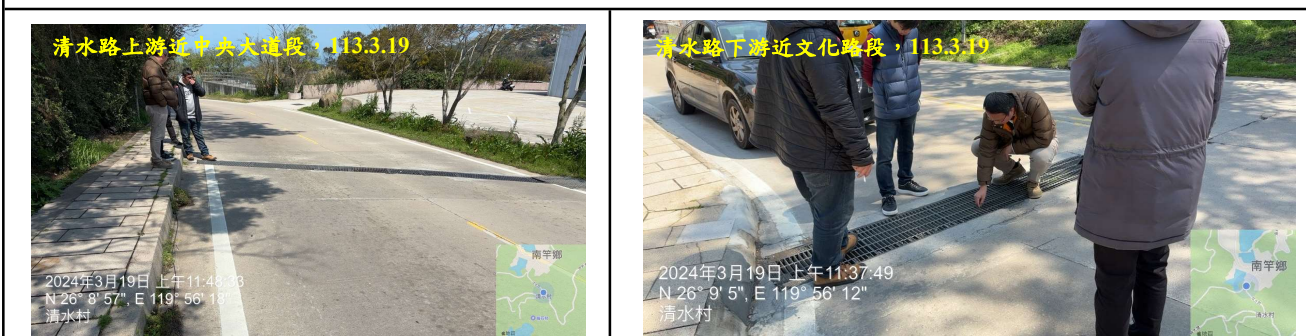 清水路上游近中央大道段，113.3.19
2024年3月19日 上午11:48:33
N 26° 8' 57", E 119° 56' 18"
清水村
南竿鄉
清水路下游近文化路段，113.3.19
2024年3月19日 上午11:37:49
N 26° 9' 5", E 119° 56' 12"
清水村
南竿鄉
清水村